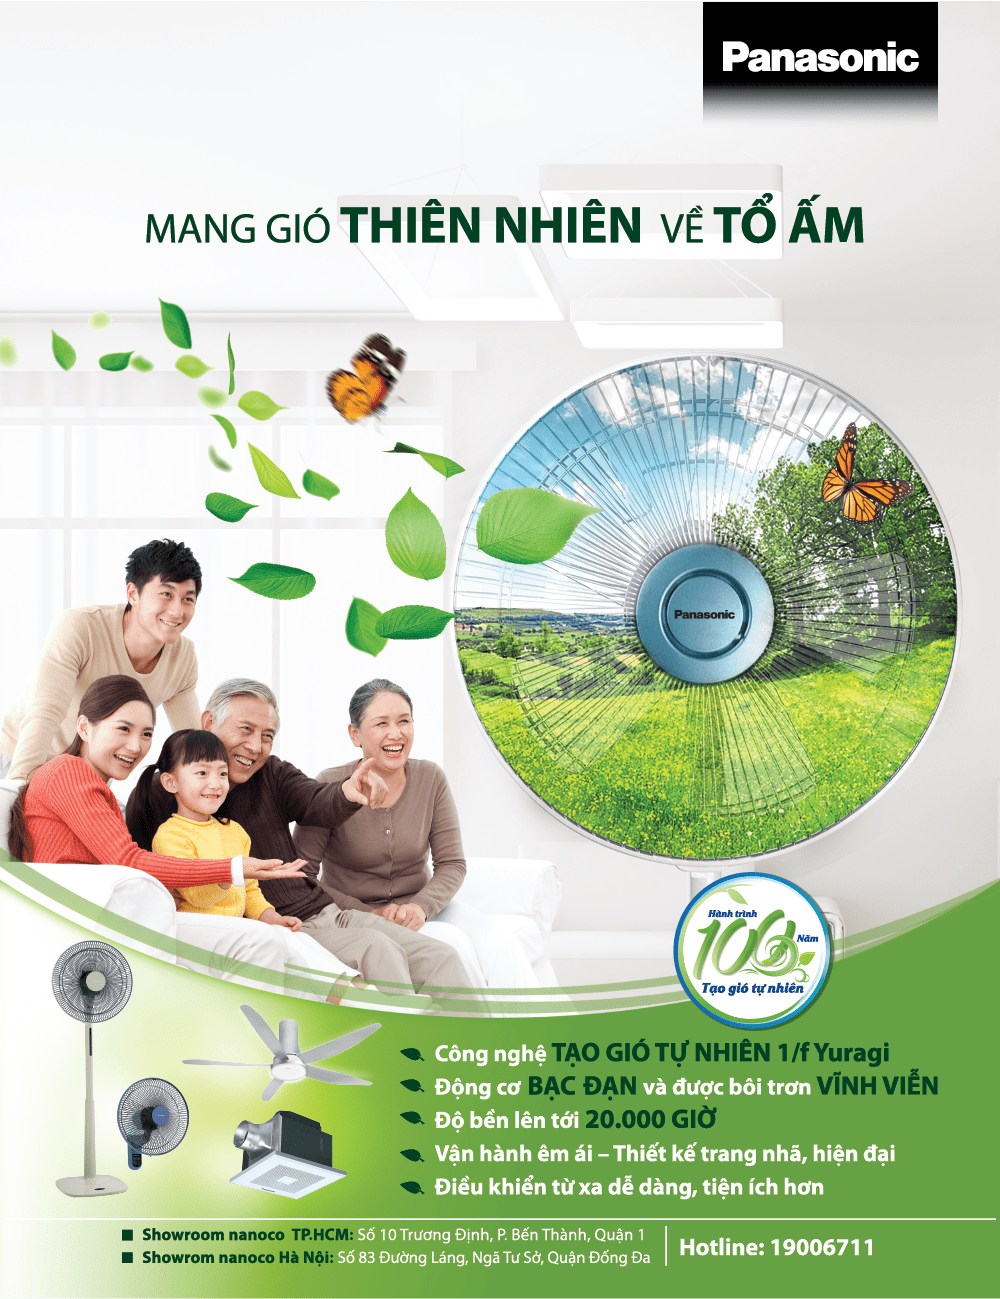 Panasonic
MANG GIÓ THIÊN NHIÊN VỀ TỔ ẤM
Panasonic
Hành trình
100
Năm
Tạo gió tự nhiên
Công nghệ TẠO GIÓ TỰ NHIÊN 1/f Yuragi
Động cơ BẠC ĐẠN và được bôi trơn VĨNH VIỄN
Độ bền lên tới 20.000 GIỜ
Vận hành êm ái – Thiết kế trang nhã, hiện đại
Điều khiển từ xa dễ dàng, tiện ích hơn
Showroom nanoco TP.HCM: Số 10 Trương Định, P. Bến Thành, Quận 1
Showrom nanoco Hà Nội: Số 83 Đường Láng, Ngã Tư Sở, Quận Đống Đa
Hotline: 19006711